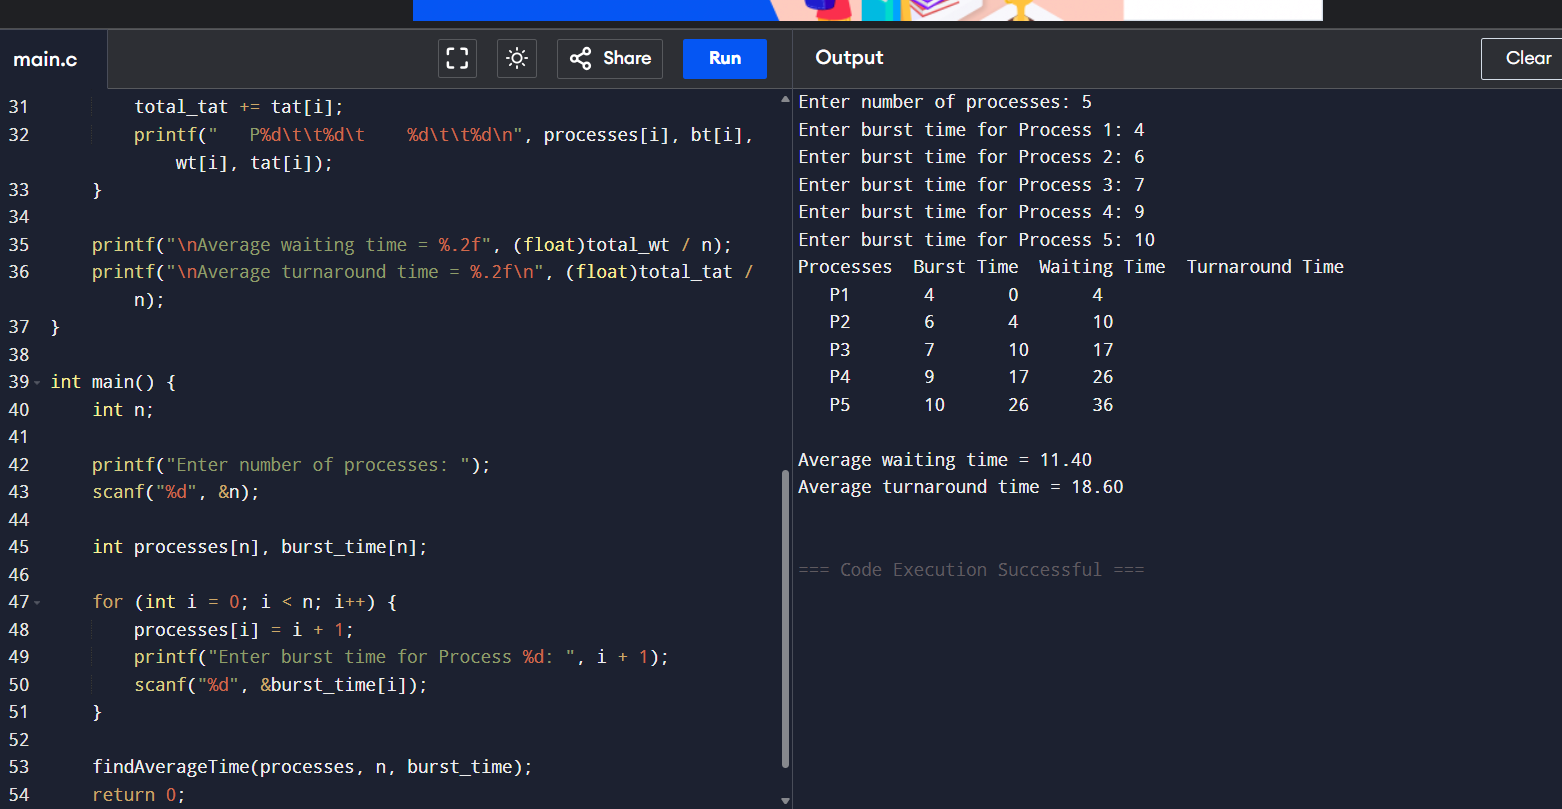 main.c
Share
Run
Output
Clear
31 total_tat += tat[i];
32 printf("   P%d\t\t%d\t    %d\t\t%d\n", processes[i], bt[i],
wt[i], tat[i]);
33 }
34
35 printf("\nAverage waiting time = %.2f", (float)total_wt / n);
36 printf("\nAverage turnaround time = %.2f\n", (float)total_tat /
n);
37 }
38
39 int main() {
40 int n;
41
42 printf("Enter number of processes: ");
43 scanf("%d", &n);
44
45 int processes[n], burst_time[n];
46
47 for (int i = 0; i < n; i++) {
48 processes[i] = i + 1;
49 printf("Enter burst time for Process %d: ", i + 1);
50 scanf("%d", &burst_time[i]);
51 }
52
53 findAverageTime(processes, n, burst_time);
54 return 0;
Enter number of processes: 5
Enter burst time for Process 1: 4
Enter burst time for Process 2: 6
Enter burst time for Process 3: 7
Enter burst time for Process 4: 9
Enter burst time for Process 5: 10
Processes  Burst Time  Waiting Time  Turnaround Time
P1 4 0 4
P2 6 4 10
P3 7 10 17
P4 9 17 26
P5 10 26 36
Average waiting time = 11.40
Average turnaround time = 18.60
=== Code Execution Successful ===